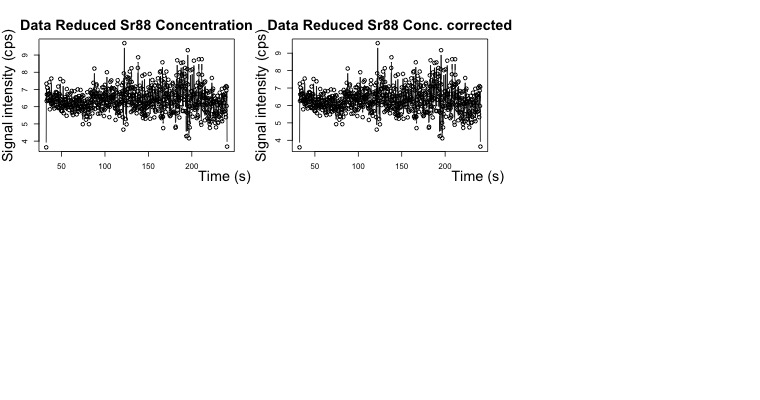 Data Reduced Sr88 Concentration
Signal intensity (cps)
4 5 6 7 8 9
50 100 150 200
Time (s)
Data Reduced Sr88 Conc. corrected
Signal intensity (cps)
4 5 6 7 8 9
50 100 150 200
Time (s)